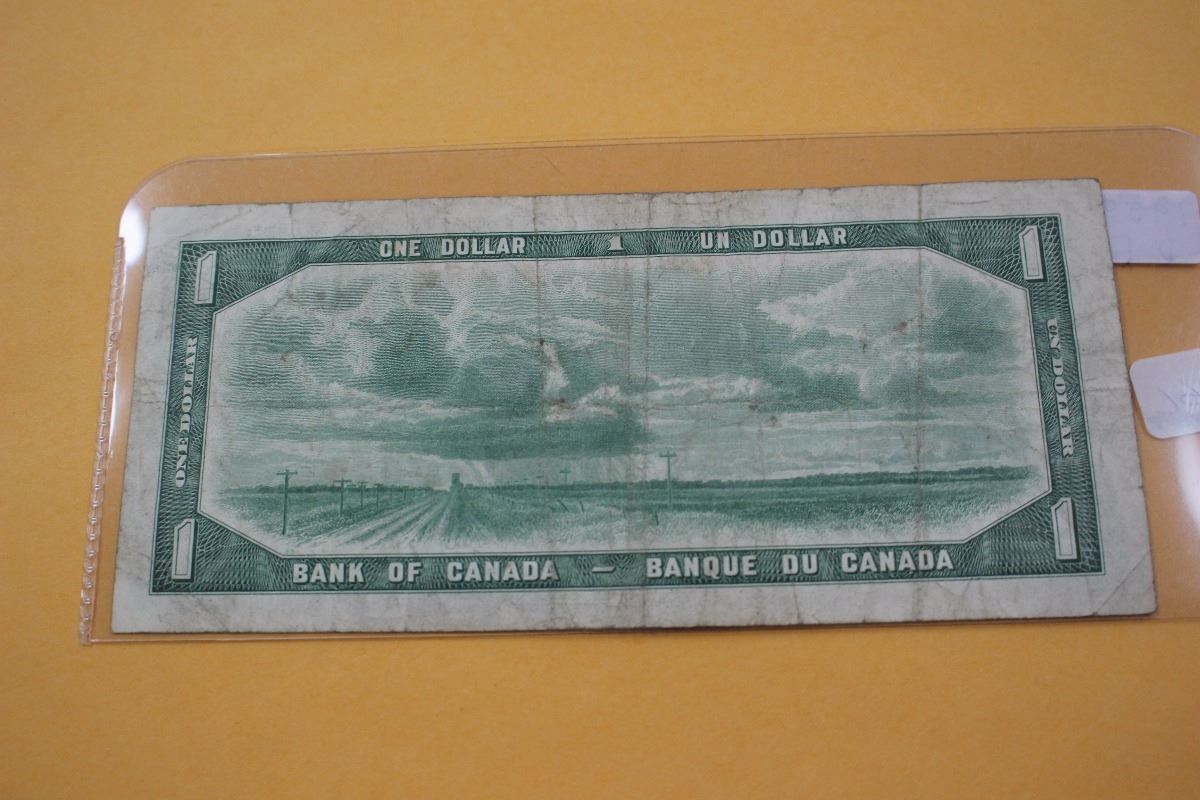 ONE DOLLAR 1 UN DOLLAR
1 1
ONE DOLLAR
UN DOLLAR
1 1
BANK OF CANADA – BANQUE DU CANADA